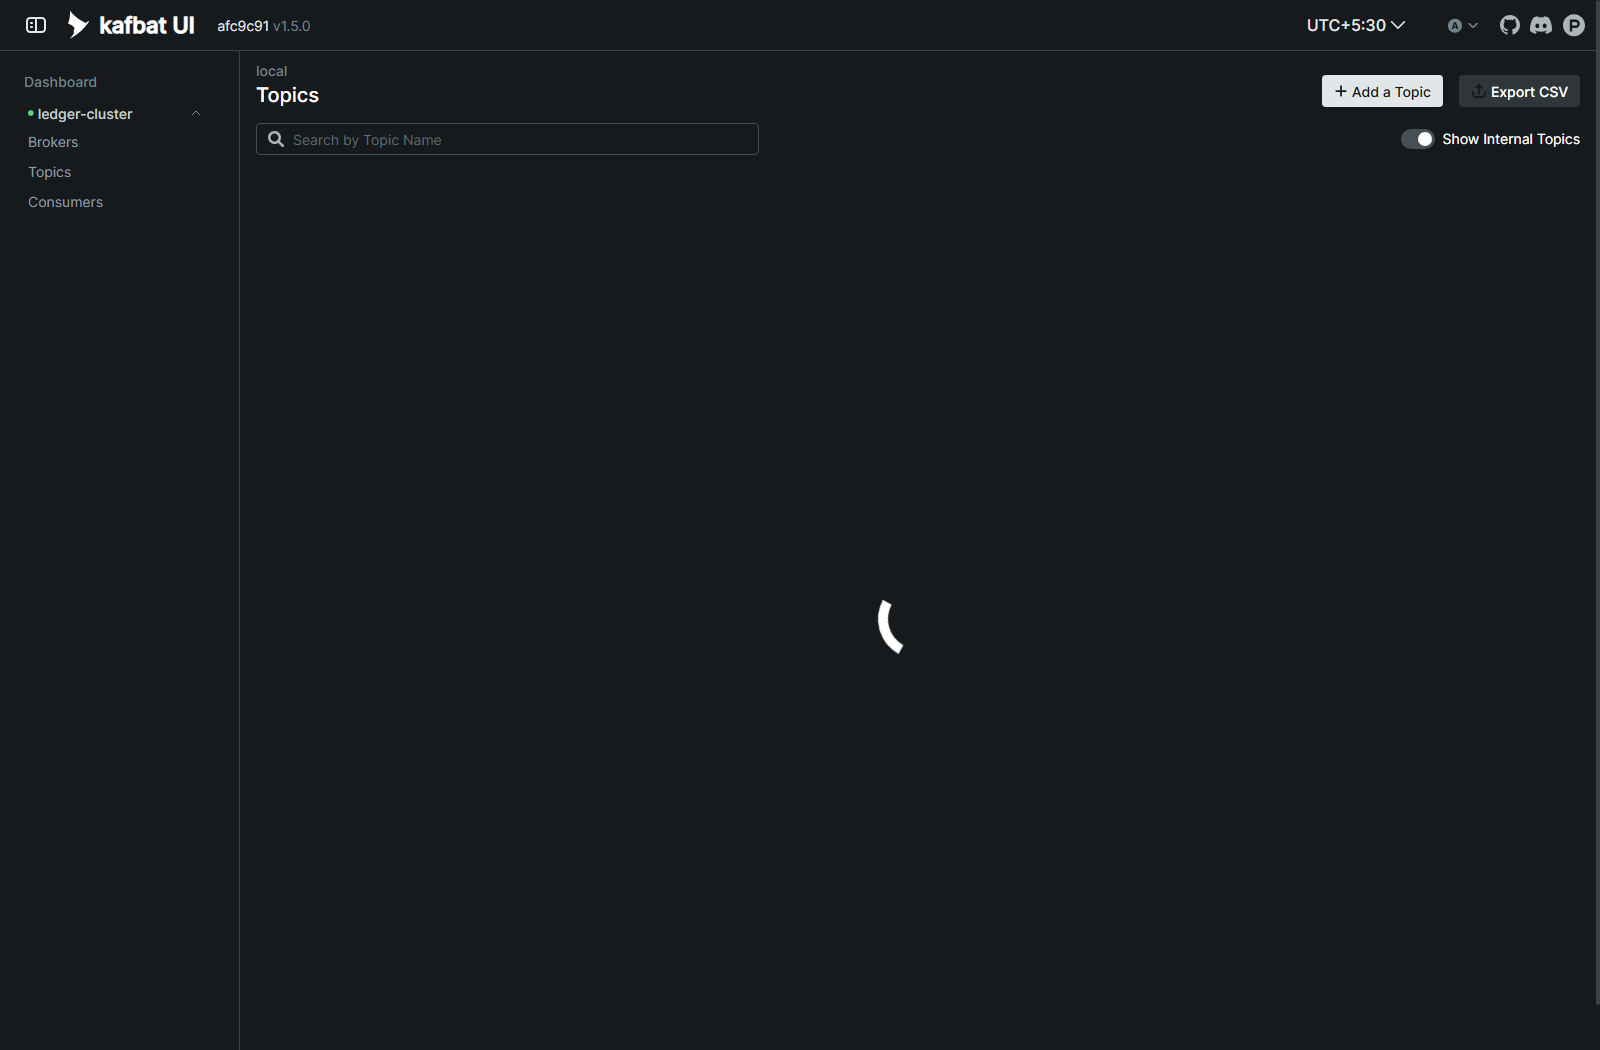 kafbat UI afc9c91 v1.5.0 UTC+5:30 A P
Dashboard
ledger-cluster
Brokers
Topics
Consumers
local
Topics
Add a Topic Export CSV
Search by Topic Name
Show Internal Topics